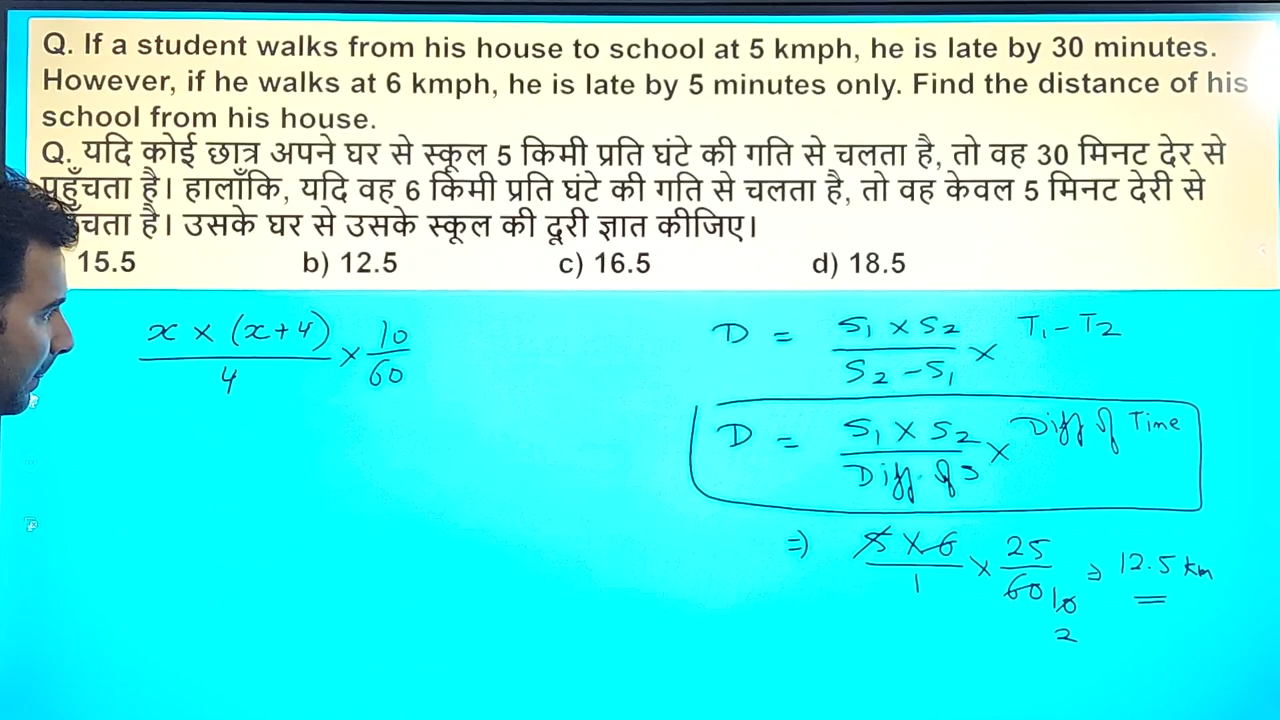 Q. If a student walks from his house to school at 5 kmph, he is late by 30 minutes.
However, if he walks at 6 kmph, he is late by 5 minutes only. Find the distance of his
school from his house.
Q. यदि कोई छात्र अपने घर से स्कूल 5 किमी प्रति घंटे की गति से चलता है, तो वह 30 मिनट देर से
पहुँचता है। हालाँकि, यदि वह 6 किमी प्रति घंटे की गति से चलता है, तो वह केवल 5 मिनट देरी से
चता है। उसके घर से उसके स्कूल की दूरी ज्ञात कीजिए।
15.5 b) 12.5 c) 16.5 d) 18.5
x × (x+4) / 4 × 10/60
D = S₁ × S₂ / S₂ - S₁ × T₁ - T₂
D = S₁ × S₂ / Diff. of S × Diff of Time
⇒ 5 × 6 / 1 × 25 / 60 10 2 ⇒ 12.5 km